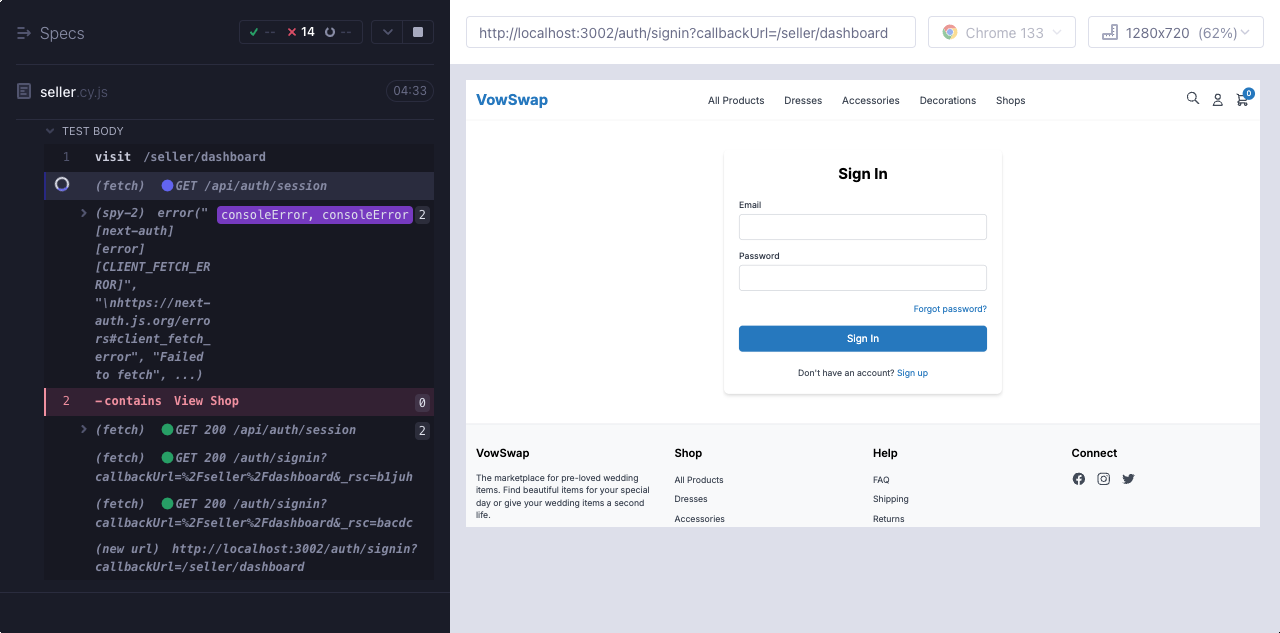 Specs
-- 14 --
seller.cy.js 04:33
TEST BODY
1 visit /seller/dashboard
(fetch) GET /api/auth/session
(spy-2) error(" consoleError, consoleError 2
[next-auth]
[error]
[CLIENT_FETCH_ER
ROR]",
"\nhttps://next-
auth.js.org/erro
rs#client_fetch_
error", "Failed
to fetch", ...)
2 -contains View Shop 0
(fetch) GET 200 /api/auth/session 2
(fetch) GET 200 /auth/signin?
callbackUrl=%2Fseller%2Fdashboard&_rsc=b1juh
(fetch) GET 200 /auth/signin?
callbackUrl=%2Fseller%2Fdashboard&_rsc=bacdc
(new url) http://localhost:3002/auth/signin?
callbackUrl=/seller/dashboard
http://localhost:3002/auth/signin?callbackUrl=/seller/dashboard Chrome 133 1280x720 (62%)
VowSwap All Products Dresses Accessories Decorations Shops 0
Sign In
Email
Password
Forgot password?
Sign In
Don't have an account? Sign up
VowSwap
The marketplace for pre-loved wedding
items. Find beautiful items for your special
day or give your wedding items a second
life.
Shop
All Products
Dresses
Accessories
Help
FAQ
Shipping
Returns
Connect